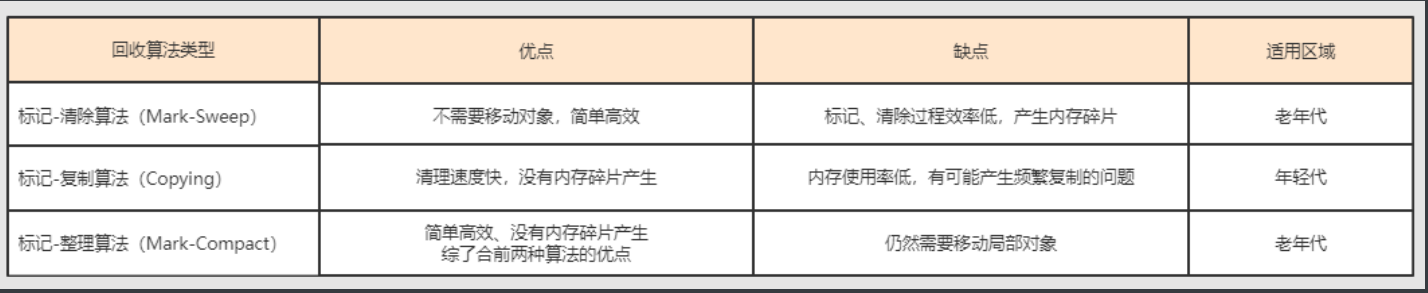 回收算法类型
优点
缺点
适用区域
标记-清除算法（Mark-Sweep）
不需要移动对象，简单高效
标记、清除过程效率低，产生内存碎片
老年代
标记-复制算法（Copying）
清理速度快，没有内存碎片产生
内存使用率低，有可能产生频繁复制的问题
年轻代
标记-整理算法（Mark-Compact）
简单高效、没有内存碎片产生
综了合前两种算法的优点
仍然需要移动局部对象
老年代